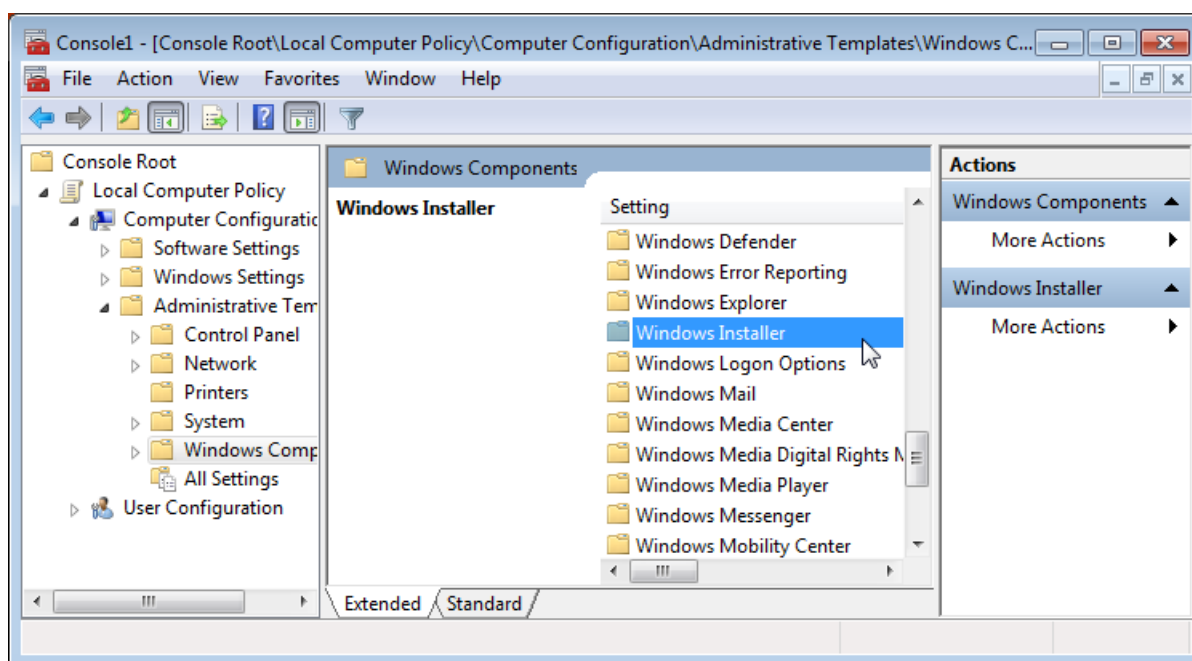 Console1 - [Console Root\Local Computer Policy\Computer Configuration\Administrative Templates\Windows C...
File Action View Favorites Window Help
Console Root
Local Computer Policy
Computer Configuratic
Software Settings
Windows Settings
Administrative Tem
Control Panel
Network
Printers
System
Windows Comp
All Settings
User Configuration
Windows Components
Windows Installer
Setting
Windows Defender
Windows Error Reporting
Windows Explorer
Windows Installer
Windows Logon Options
Windows Mail
Windows Media Center
Windows Media Digital Rights M
Windows Media Player
Windows Messenger
Windows Mobility Center
Extended Standard
Actions
Windows Components
More Actions
Windows Installer
More Actions